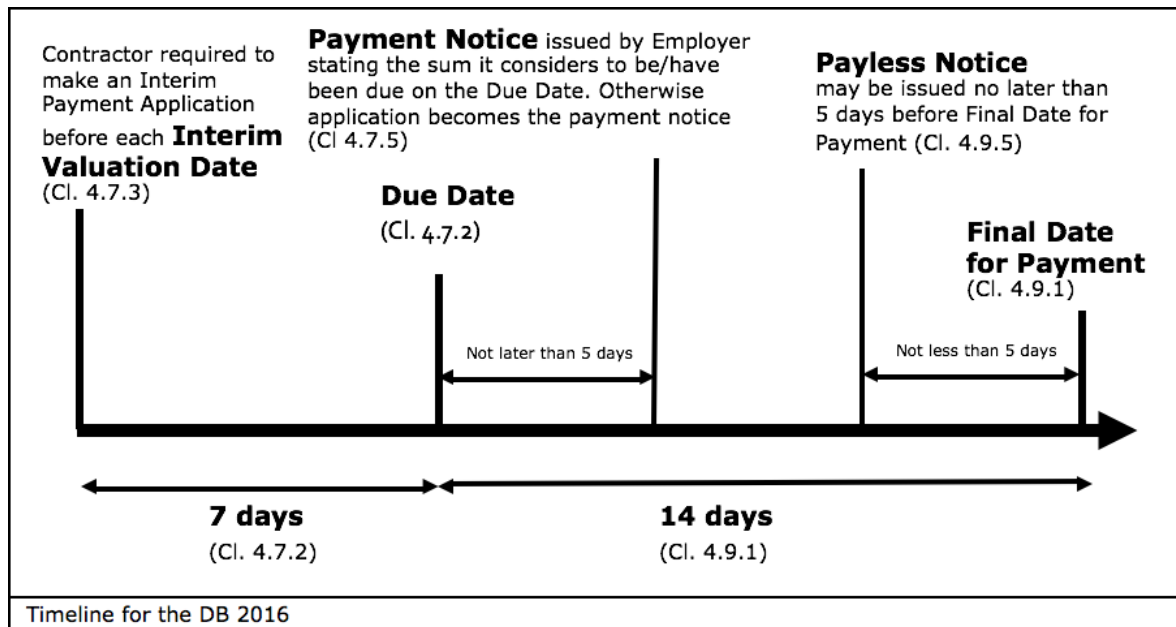 Contractor required to
make an Interim
Payment Application
before each Interim
Valuation Date
(Cl. 4.7.3)
Payment Notice issued by Employer
stating the sum it considers to be/have
been due on the Due Date. Otherwise
application becomes the payment notice
(Cl 4.7.5)
Due Date
(Cl. 4.7.2)
Payless Notice
may be issued no later than
5 days before Final Date for
Payment (Cl. 4.9.5)
Final Date
for Payment
(Cl. 4.9.1)
Not later than 5 days
Not less than 5 days
7 days
(Cl. 4.7.2)
14 days
(Cl. 4.9.1)
Timeline for the DB 2016